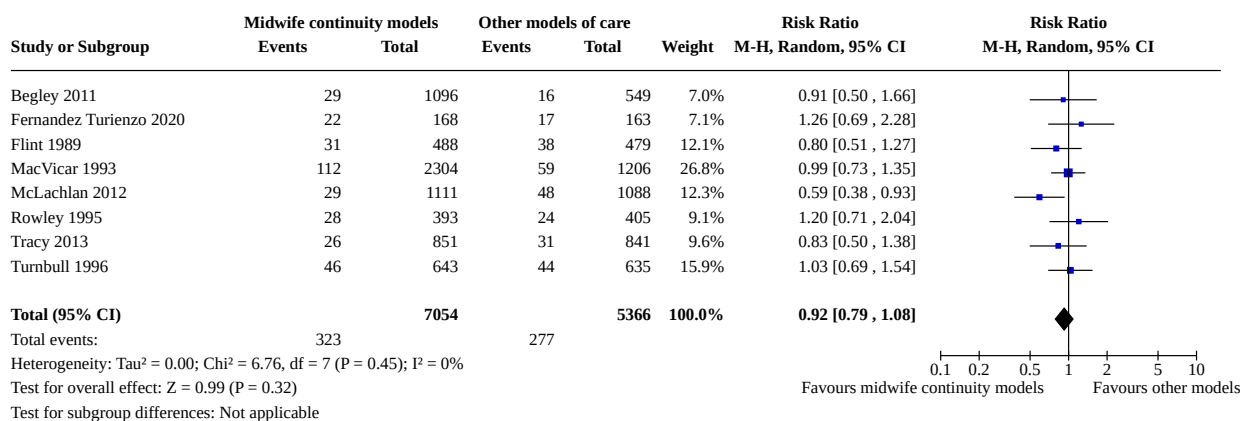 Midwife continuity models Other models of care Risk Ratio Risk Ratio
Study or Subgroup Events Total Events Total Weight M-H, Random, 95% CI M-H, Random, 95% CI
Begley 2011 29 1096 16 549 7.0% 0.91 [0.50 , 1.66]
Fernandez Turienzo 2020 22 168 17 163 7.1% 1.26 [0.69 , 2.28]
Flint 1989 31 488 38 479 12.1% 0.80 [0.51 , 1.27]
MacVicar 1993 112 2304 59 1206 26.8% 0.99 [0.73 , 1.35]
McLachlan 2012 29 1111 48 1088 12.3% 0.59 [0.38 , 0.93]
Rowley 1995 28 393 24 405 9.1% 1.20 [0.71 , 2.04]
Tracy 2013 26 851 31 841 9.6% 0.83 [0.50 , 1.38]
Turnbull 1996 46 643 44 635 15.9% 1.03 [0.69 , 1.54]
Total (95% CI) 7054 5366 100.0% 0.92 [0.79 , 1.08]
Total events: 323 277
Heterogeneity: Tau² = 0.00; Chi² = 6.76, df = 7 (P = 0.45); I² = 0%
0.1 0.2 0.5 1 2 5 10
Test for overall effect: Z = 0.99 (P = 0.32) Favours midwife continuity models Favours other models
Test for subgroup differences: Not applicable